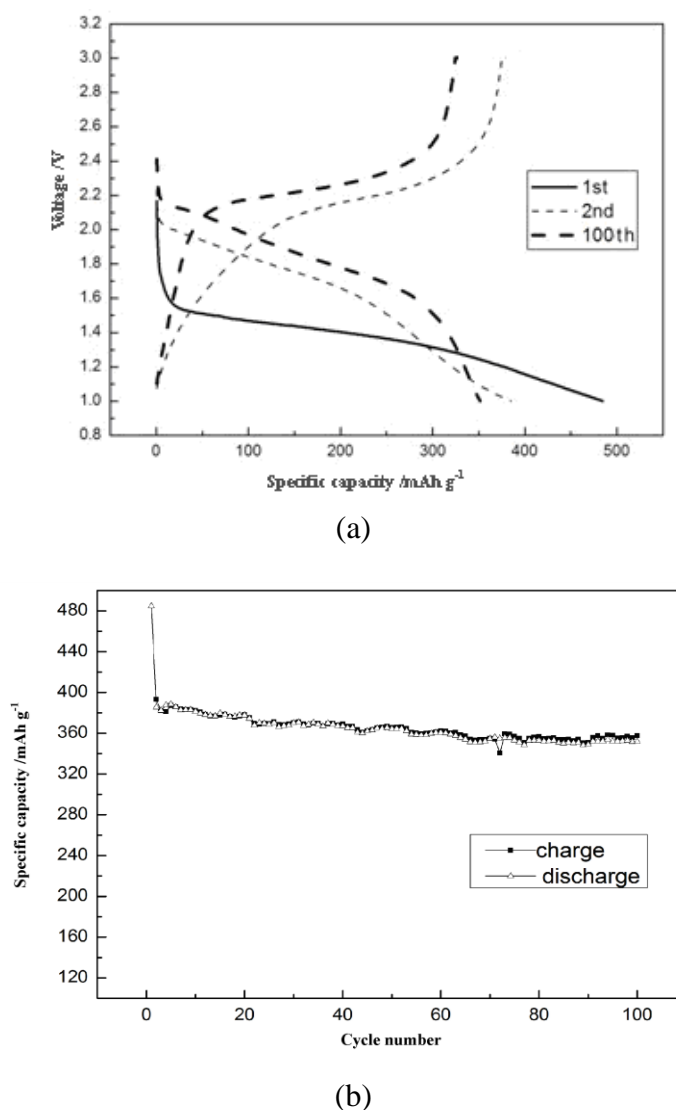 3.2
3.0
2.8
2.6
2.4
2.2
2.0
1.8
1.6
1.4
1.2
1.0
0.8
Voltage /V
1st
2nd
100th
0 100 200 300 400 500
Specific capacity /mAh g⁻¹
(a)
480
440
400
360
320
280
240
200
160
120
Specific capacity /mAh g⁻¹
charge
discharge
0 20 40 60 80 100
Cycle number
(b)